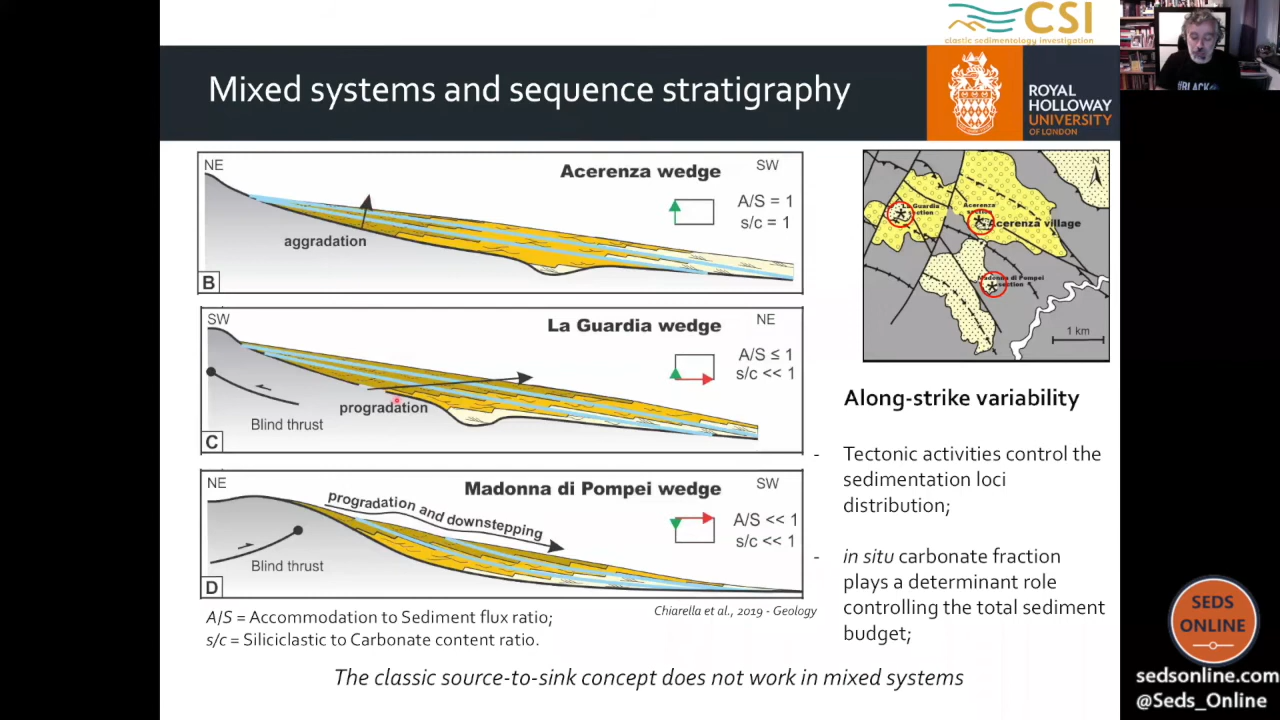 CSI
clastic sedimentology investigation
Mixed systems and sequence stratigraphy
ROYAL
HOLLOWAY
UNIVERSITY
OF LONDON
#BLACK
NE
Acerenza wedge
SW
A/S = 1
s/c = 1
aggradation
B
SW
La Guardia wedge
NE
A/S ≤ 1
s/c << 1
progradation
Blind thrust
C
NE
Madonna di Pompei wedge
SW
progradation and downstepping
A/S << 1
s/c << 1
Blind thrust
D
A/S = Accommodation to Sediment flux ratio;
s/c = Siliciclastic to Carbonate content ratio.
Chiarella et al., 2019 - Geology
N
La Guardia
section
Acerenza
section
Acerenza village
Madonna di Pompei
section
1 km
Along-strike variability
- Tectonic activities control the
sedimentation loci
distribution;
- in situ carbonate fraction
plays a determinant role
controlling the total sediment
budget;
The classic source-to-sink concept does not work in mixed systems
SEDS
ONLINE
sedsonline.com
@Seds_Online